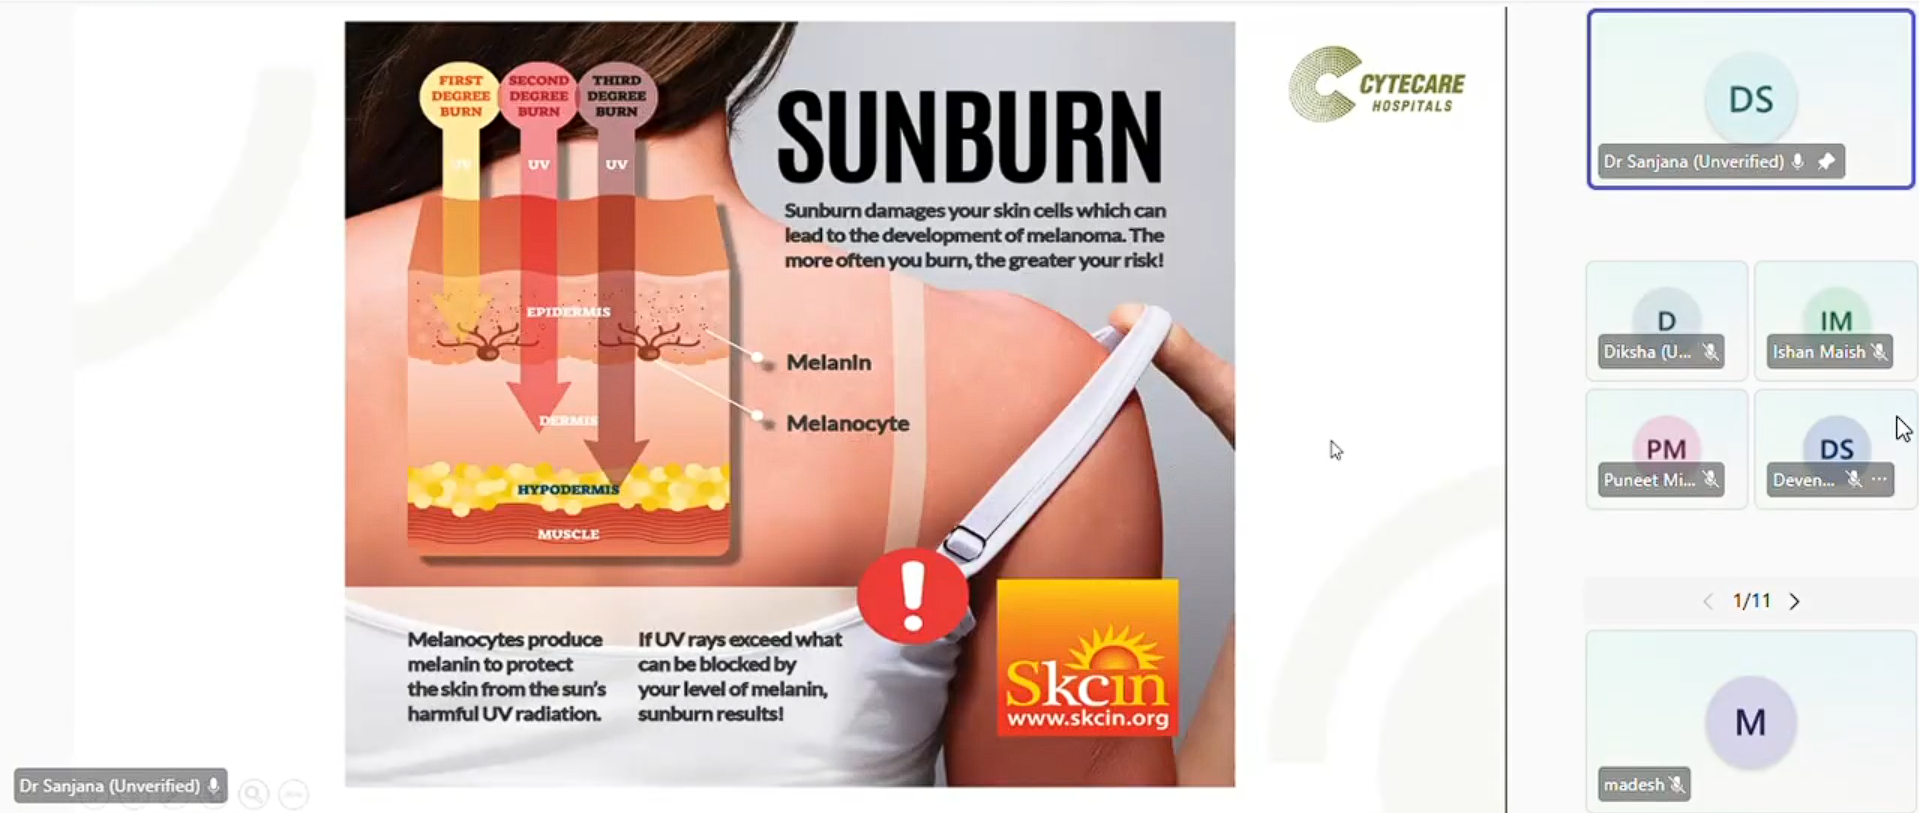 FIRST
DEGREE
BURN
SECOND
DEGREE
BURN
THIRD
DEGREE
BURN
UV
UV
UV
SUNBURN
Sunburn damages your skin cells which can
lead to the development of melanoma. The
more often you burn, the greater your risk!
EPIDERMIS
Melanin
DERMIS
Melanocyte
HYPODERMIS
MUSCLE
!
Melanocytes produce
melanin to protect
the skin from the sun's
harmful UV radiation.
If UV rays exceed what
can be blocked by
your level of melanin,
sunburn results!
Skcin
www.skcin.org
CYTECARE
HOSPITALS
Dr Sanjana (Unverified)
DS
Dr Sanjana (Unverified)
D
Diksha (U...
IM
Ishan Maish
PM
Puneet Mi...
DS
Deven... ...
1/11
M
madesh